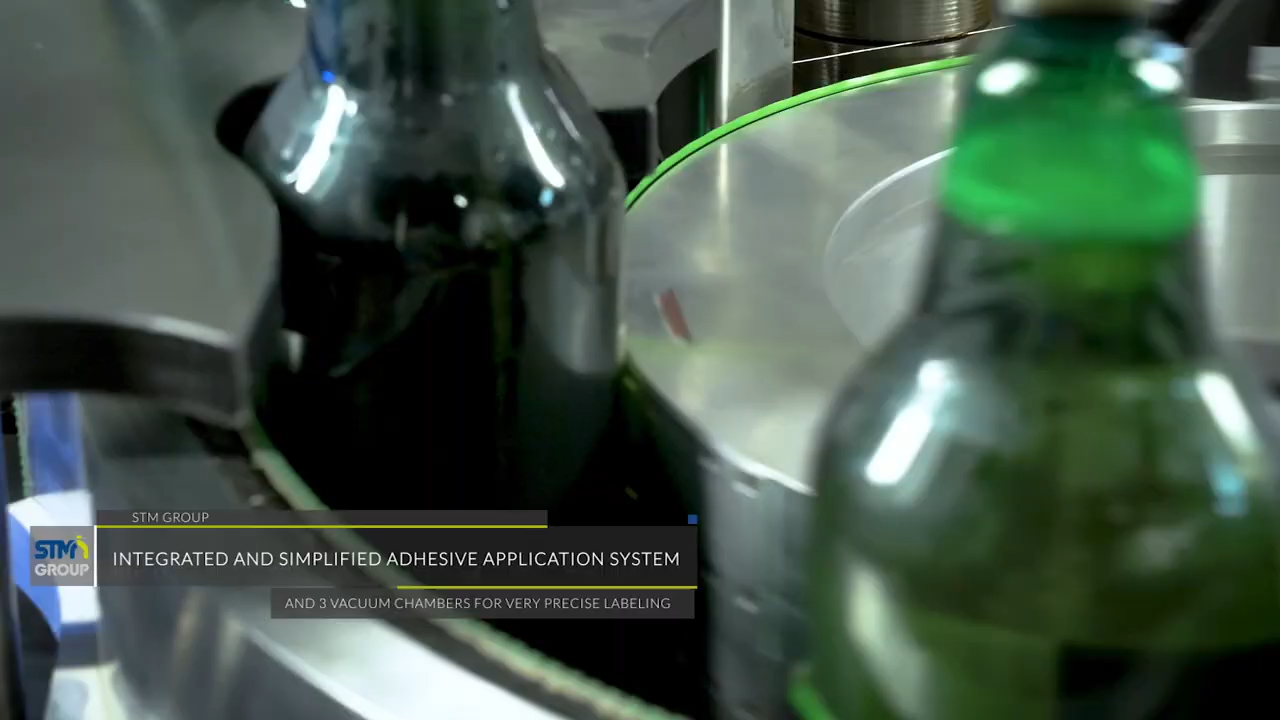 STM GROUP
STM
GROUP
INTEGRATED AND SIMPLIFIED ADHESIVE APPLICATION SYSTEM
AND 3 VACUUM CHAMBERS FOR VERY PRECISE LABELING